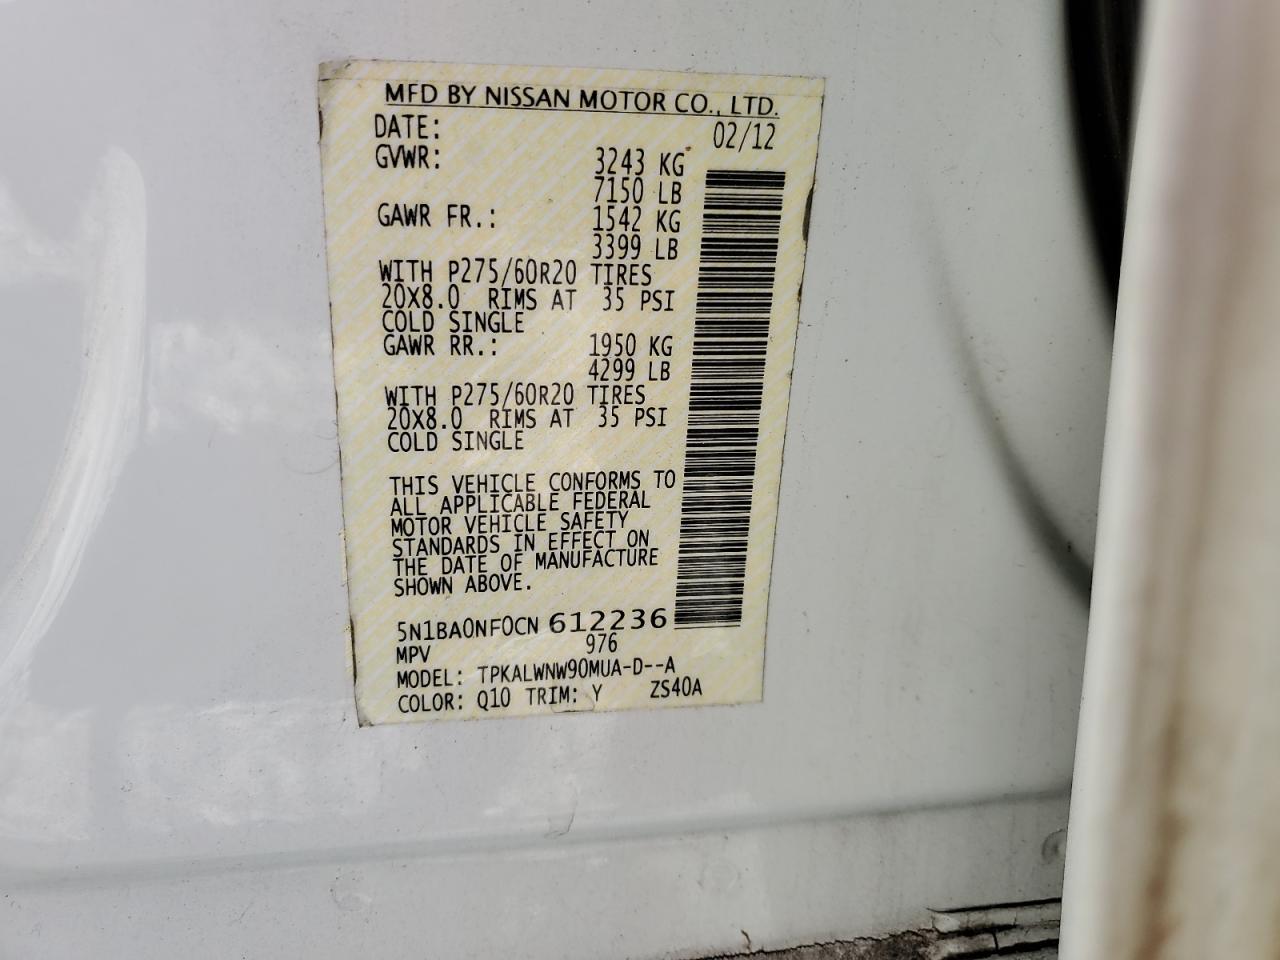 MFD BY NISSAN MOTOR CO., LTD.
DATE: 02/12
GVWR: 3243 KG
7150 LB
GAWR FR.: 1542 KG
3399 LB
WITH P275/60R20 TIRES
20X8.0 RIMS AT 35 PSI
COLD SINGLE
GAWR RR.: 1950 KG
4299 LB
WITH P275/60R20 TIRES
20X8.0 RIMS AT 35 PSI
COLD SINGLE
THIS VEHICLE CONFORMS TO
ALL APPLICABLE FEDERAL
MOTOR VEHICLE SAFETY
STANDARDS IN EFFECT ON
THE DATE OF MANUFACTURE
SHOWN ABOVE.
5N1BA0NF0CN 612236
MPV 976
MODEL: TPKALWNW90MUA-D--A
COLOR: Q10 TRIM: Y ZS40A